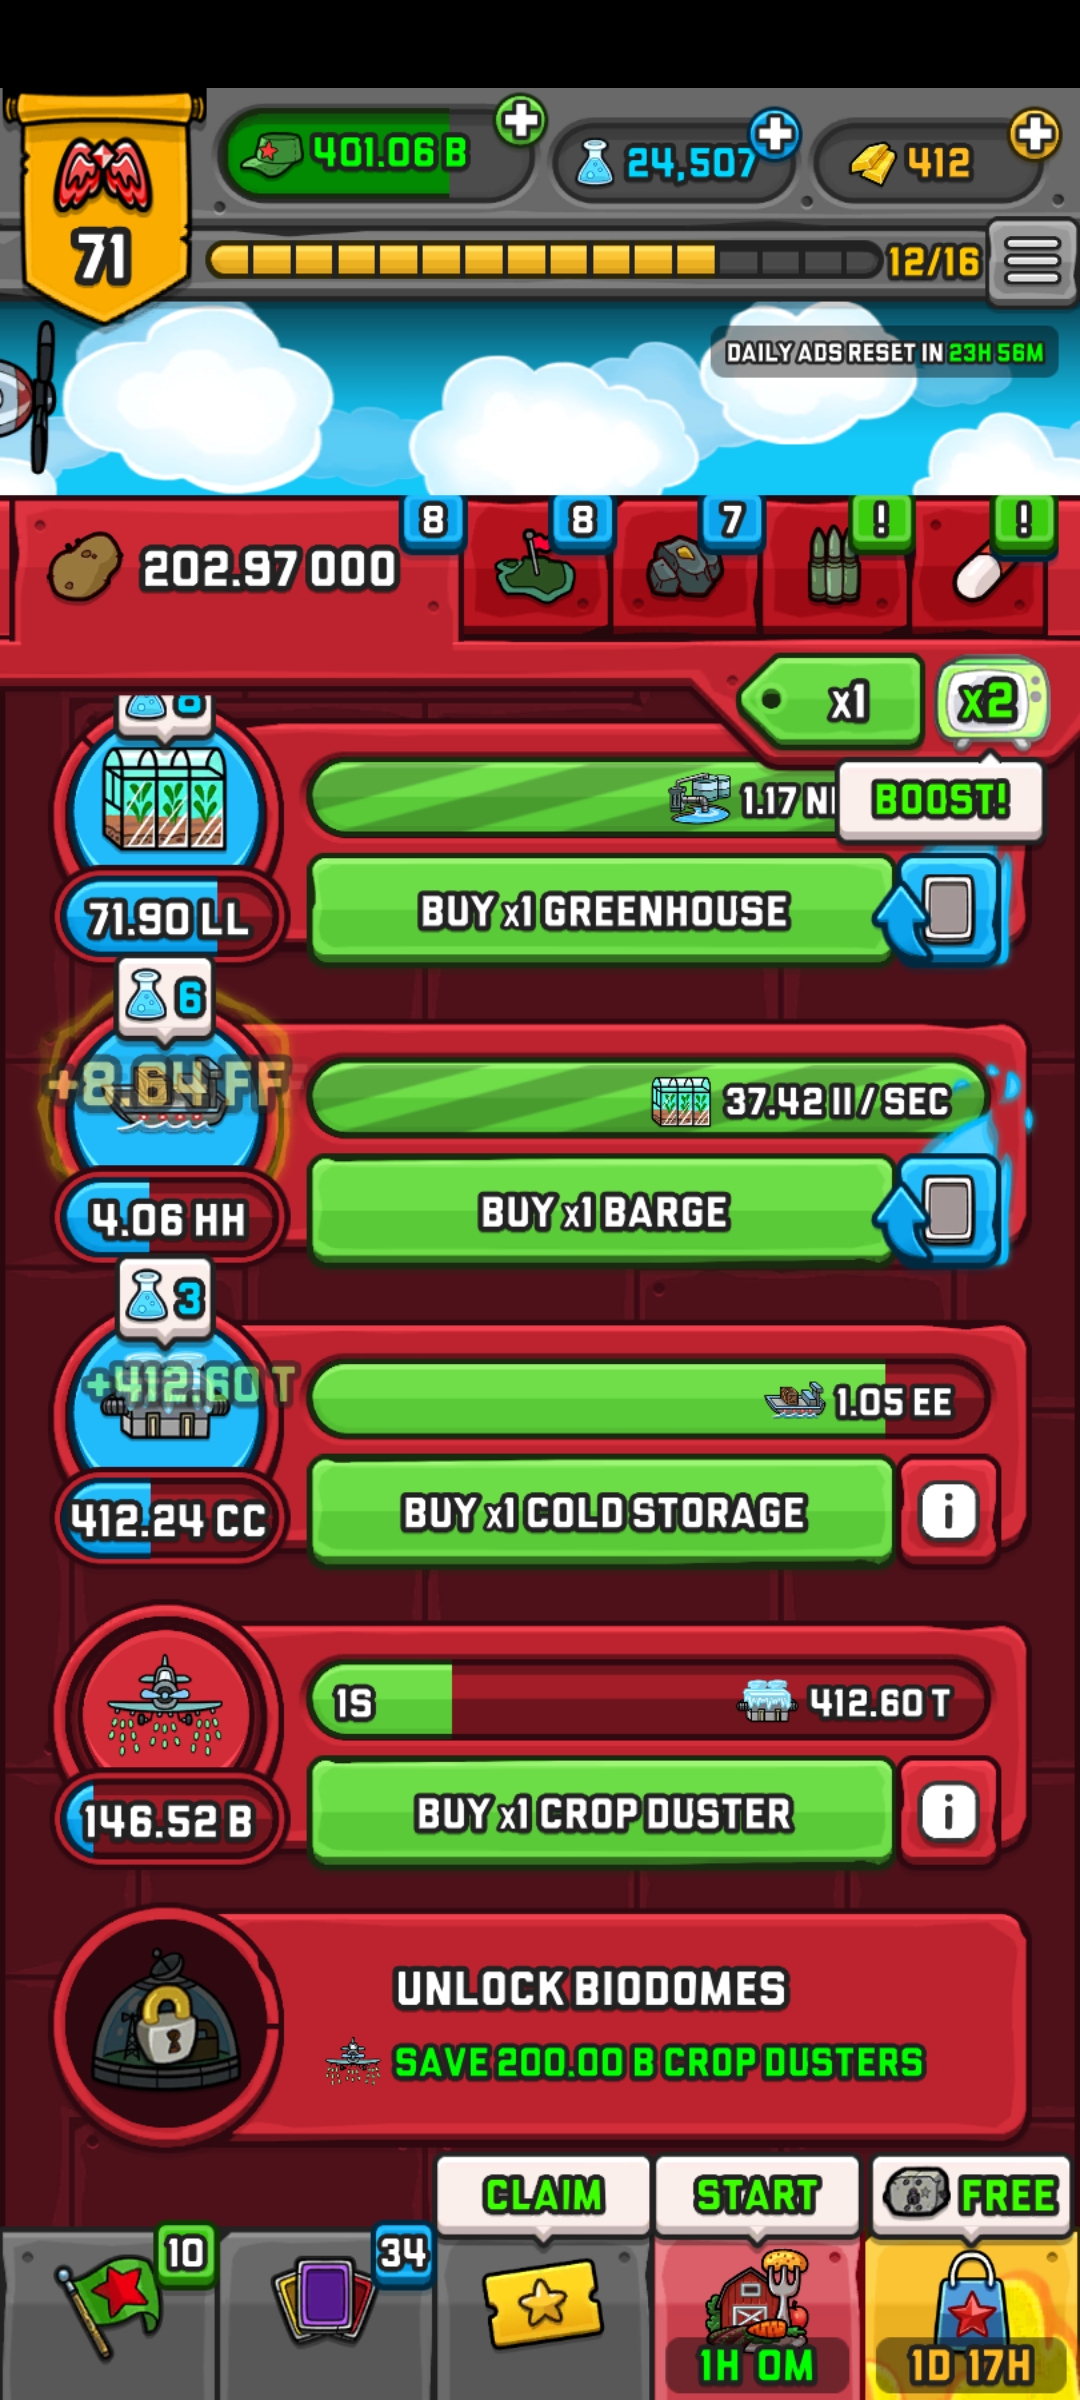 401.06 B
24,507
412
71
12/16
DAILY ADS RESET IN 23H 56M
8
8
7
!
!
202.97 OOO
x1
x2
BOOST!
1.17
71.90 LL
BUY x1 GREENHOUSE
6
+8.64 FF
37.42 II / SEC
4.06 HH
BUY x1 BARGE
3
+412.60 T
1.05 EE
412.24 CC
BUY x1 COLD STORAGE
i
1S
412.60 T
146.52 B
BUY x1 CROP DUSTER
i
UNLOCK BIODOMES
SAVE 200.00 B CROP DUSTERS
CLAIM
START
FREE
10
34
1H 0M
1D 17H